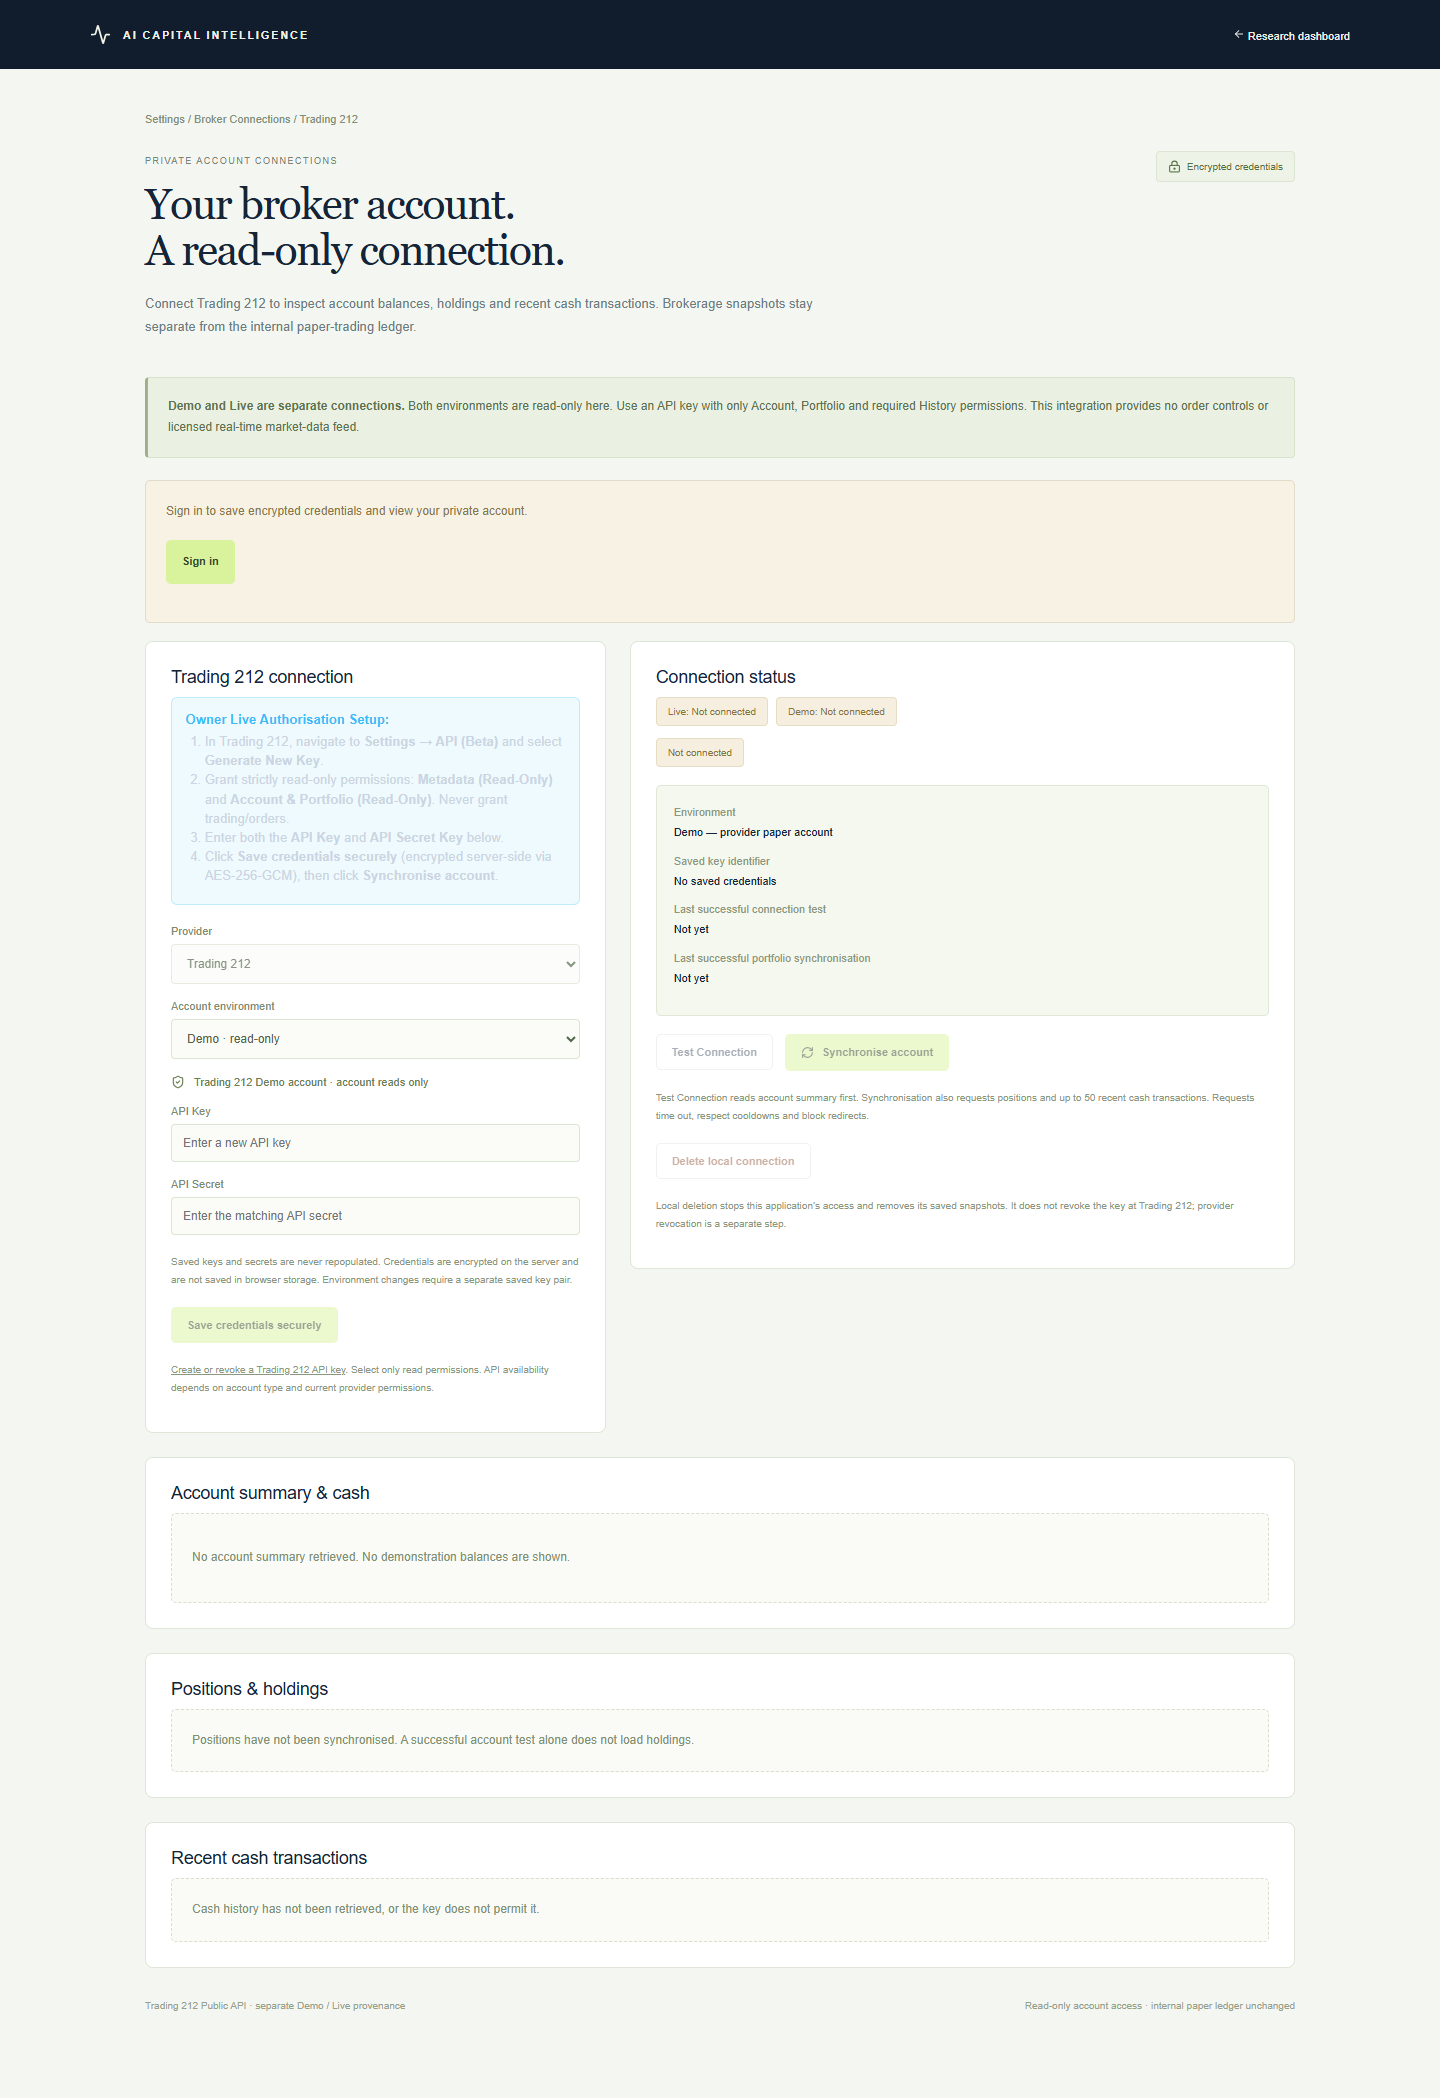 AI CAPITAL INTELLIGENCE
← Research dashboard
Settings / Broker Connections / Trading 212
PRIVATE ACCOUNT CONNECTIONS
Encrypted credentials
Your broker account.
A read-only connection.
Connect Trading 212 to inspect account balances, holdings and recent cash transactions. Brokerage snapshots stay
separate from the internal paper-trading ledger.
Demo and Live are separate connections. Both environments are read-only here. Use an API key with only Account, Portfolio and required History permissions. This integration provides no order controls or
licensed real-time market-data feed.
Sign in to save encrypted credentials and view your private account.
Sign in
Trading 212 connection
Owner Live Authorisation Setup:
1. In Trading 212, navigate to Settings → API (Beta) and select
Generate New Key.
2. Grant strictly read-only permissions: Metadata (Read-Only)
and Account & Portfolio (Read-Only). Never grant
trading/orders.
3. Enter both the API Key and API Secret Key below.
4. Click Save credentials securely (encrypted server-side via
AES-256-GCM), then click Synchronise account.
Provider
Trading 212
Account environment
Demo · read-only
Trading 212 Demo account · account reads only
API Key
Enter a new API key
API Secret
Enter the matching API secret
Saved keys and secrets are never repopulated. Credentials are encrypted on the server and
are not saved in browser storage. Environment changes require a separate saved key pair.
Save credentials securely
Create or revoke a Trading 212 API key. Select only read permissions. API availability
depends on account type and current provider permissions.
Connection status
Live: Not connected
Demo: Not connected
Not connected
Environment
Demo — provider paper account
Saved key identifier
No saved credentials
Last successful connection test
Not yet
Last successful portfolio synchronisation
Not yet
Test Connection
Synchronise account
Test Connection reads account summary first. Synchronisation also requests positions and up to 50 recent cash transactions. Requests
time out, respect cooldowns and block redirects.
Delete local connection
Local deletion stops this application's access and removes its saved snapshots. It does not revoke the key at Trading 212; provider
revocation is a separate step.
Account summary & cash
No account summary retrieved. No demonstration balances are shown.
Positions & holdings
Positions have not been synchronised. A successful account test alone does not load holdings.
Recent cash transactions
Cash history has not been retrieved, or the key does not permit it.
Trading 212 Public API · separate Demo / Live provenance
Read-only account access · internal paper ledger unchanged